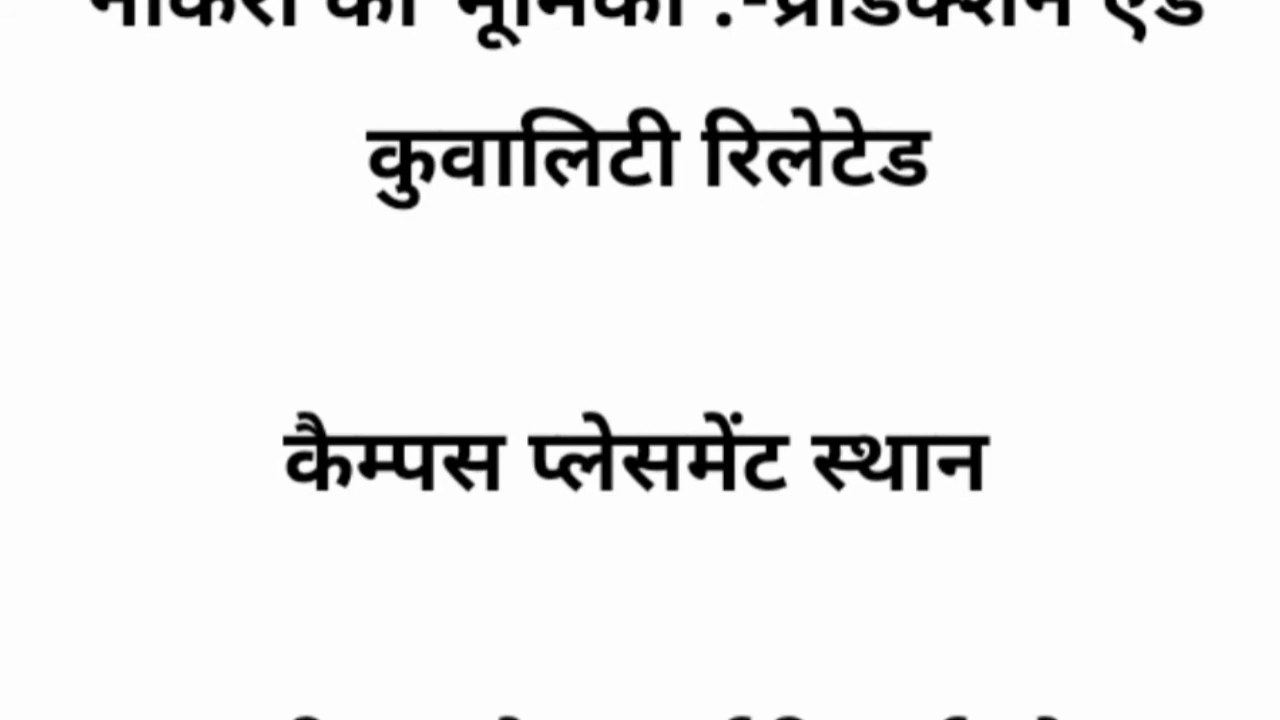 नौकरी की भूमिका :-प्रोडक्शन एंड
कुवालिटी रिलेटेड
कैम्पस प्लेसमेंट स्थान